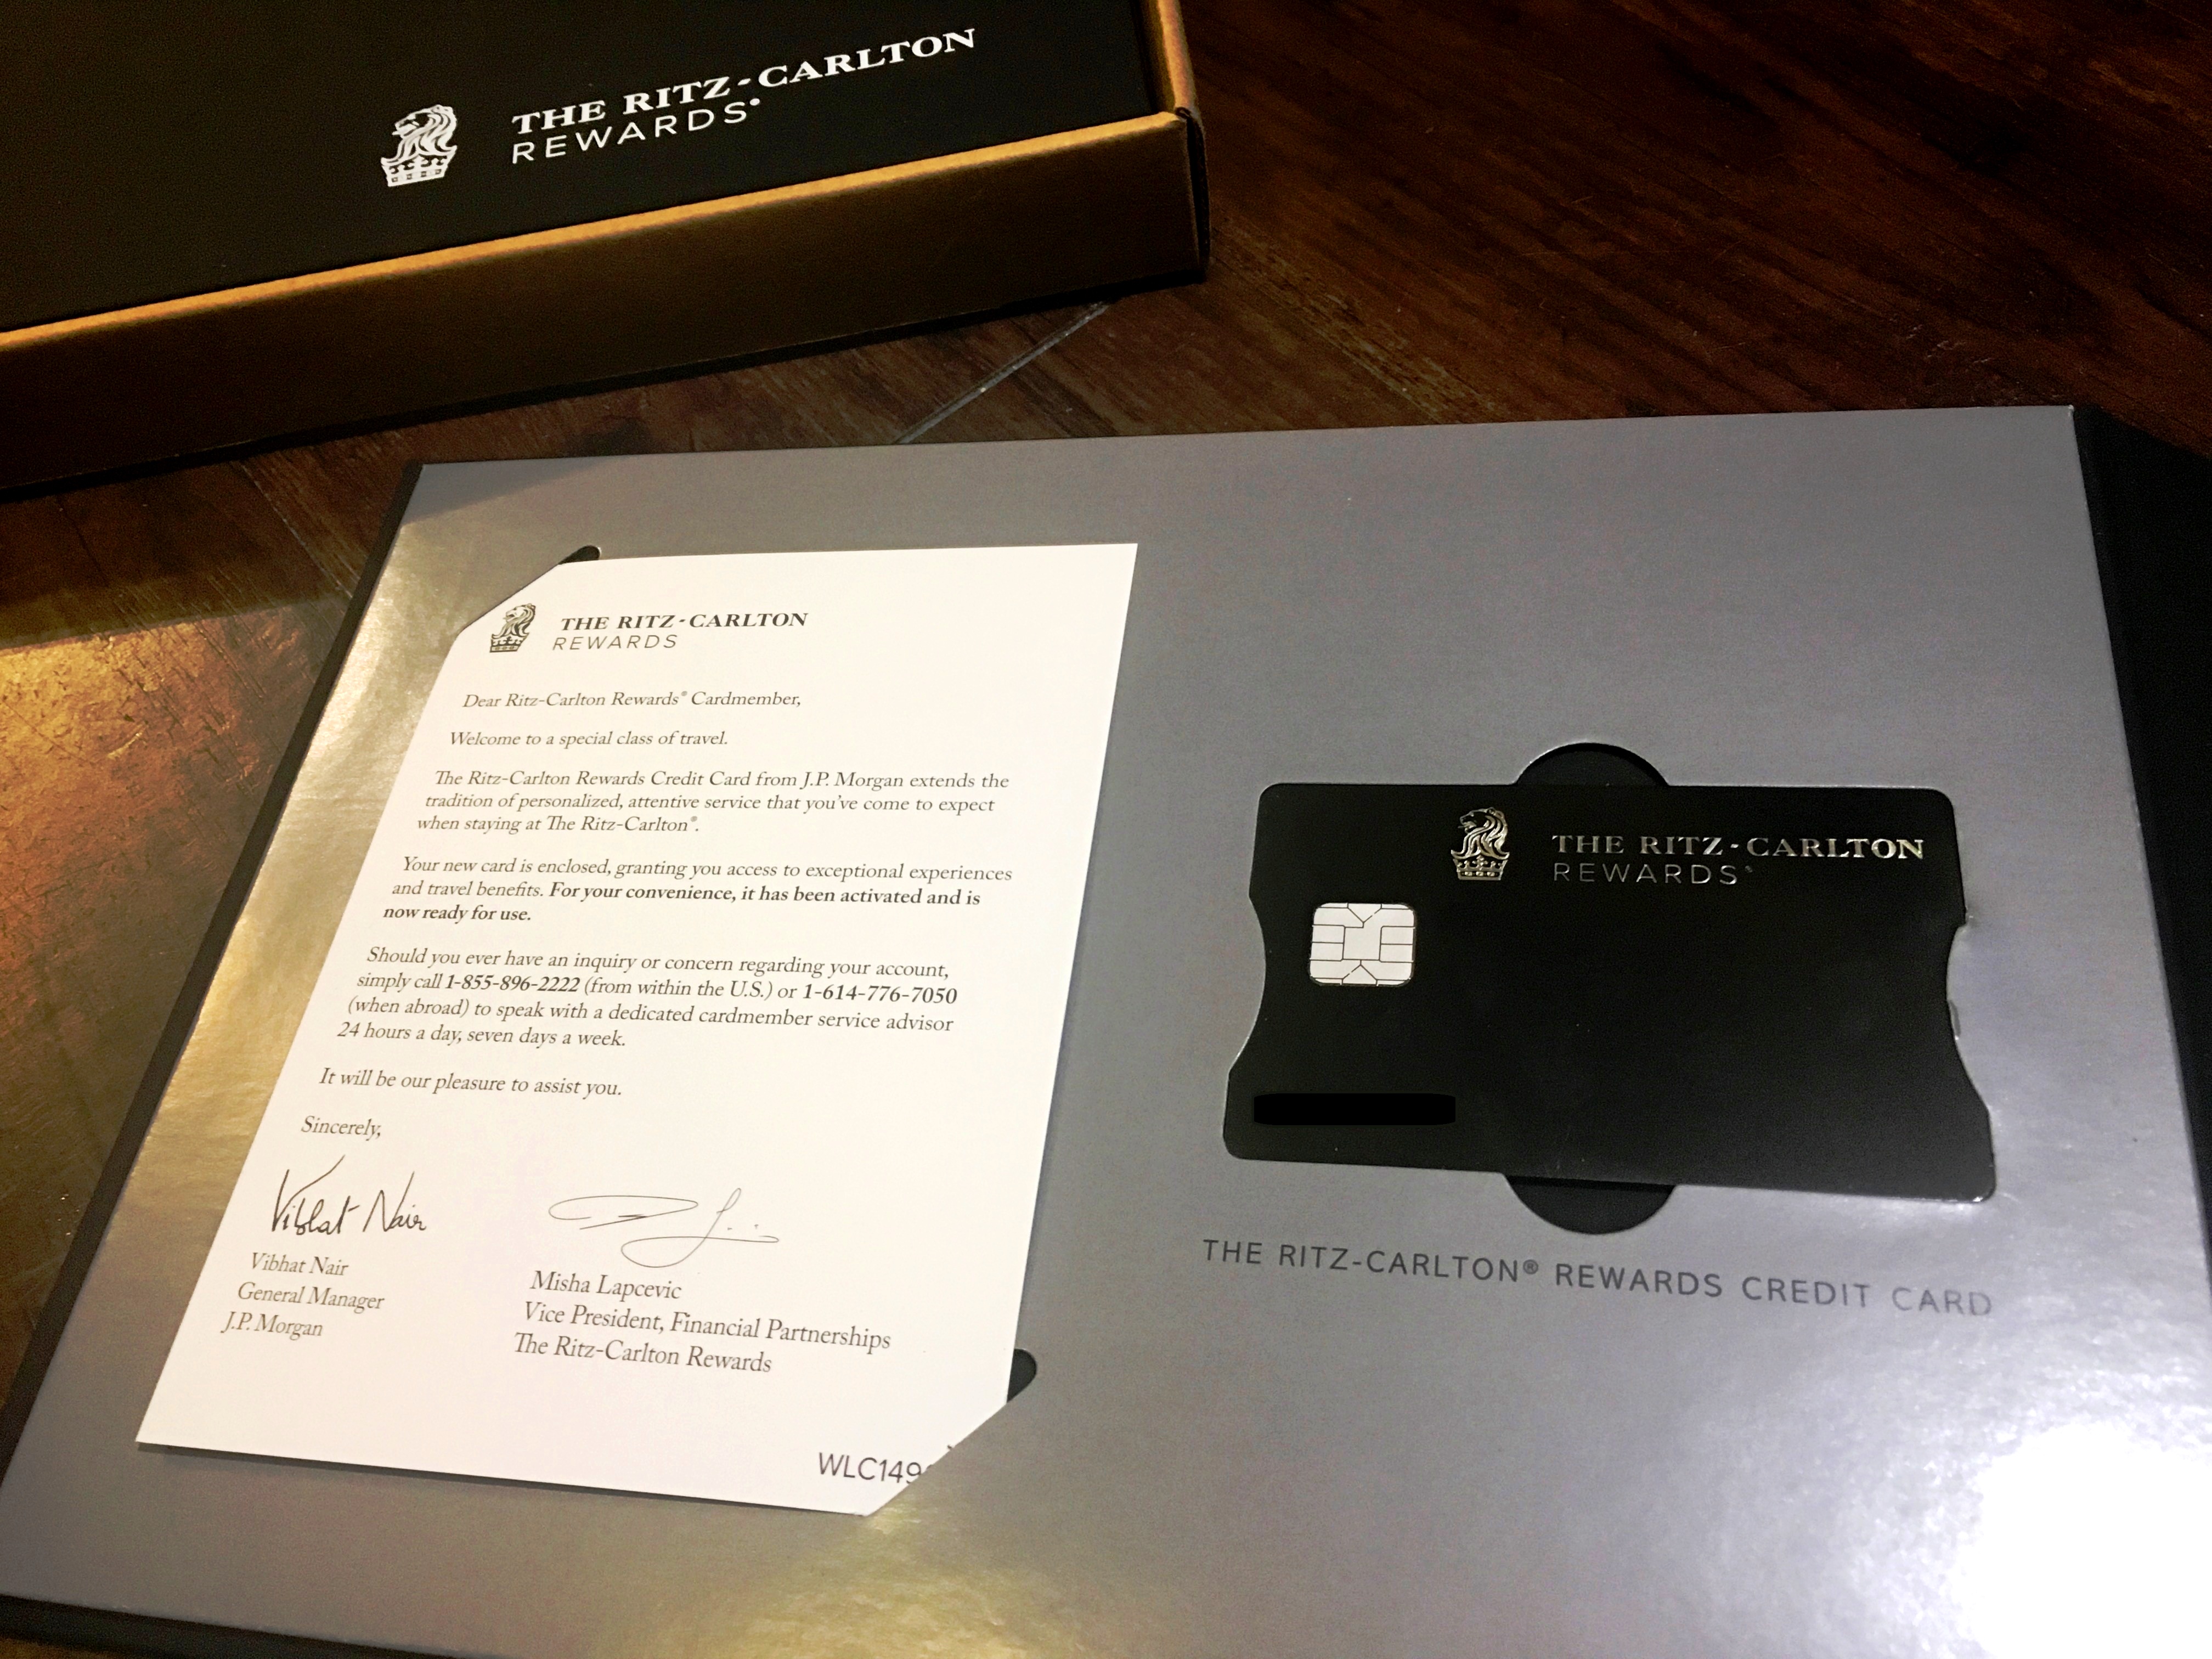 THE RITZ-CARLTON
REWARDS®
THE RITZ-CARLTON
REWARDS
Dear Ritz-Carlton Rewards® Cardmember,
Welcome to a special class of travel.
The Ritz-Carlton Rewards Credit Card from J.P. Morgan extends the
tradition of personalized, attentive service that you've come to expect
when staying at The Ritz-Carlton®.
Your new card is enclosed, granting you access to exceptional experiences
and travel benefits. For your convenience, it has been activated and is
now ready for use.
Should you ever have an inquiry or concern regarding your account,
simply call 1-855-896-2222 (from within the U.S.) or 1-614-776-7050
(when abroad) to speak with a dedicated cardmember service advisor
24 hours a day, seven days a week.
It will be our pleasure to assist you.
Sincerely,
Vibhat Nair
Vibhat Nair
General Manager
J.P. Morgan
Misha Lapcevic
Vice President, Financial Partnerships
The Ritz-Carlton Rewards
THE RITZ-CARLTON
REWARDS®
THE RITZ-CARLTON® REWARDS CREDIT CARD